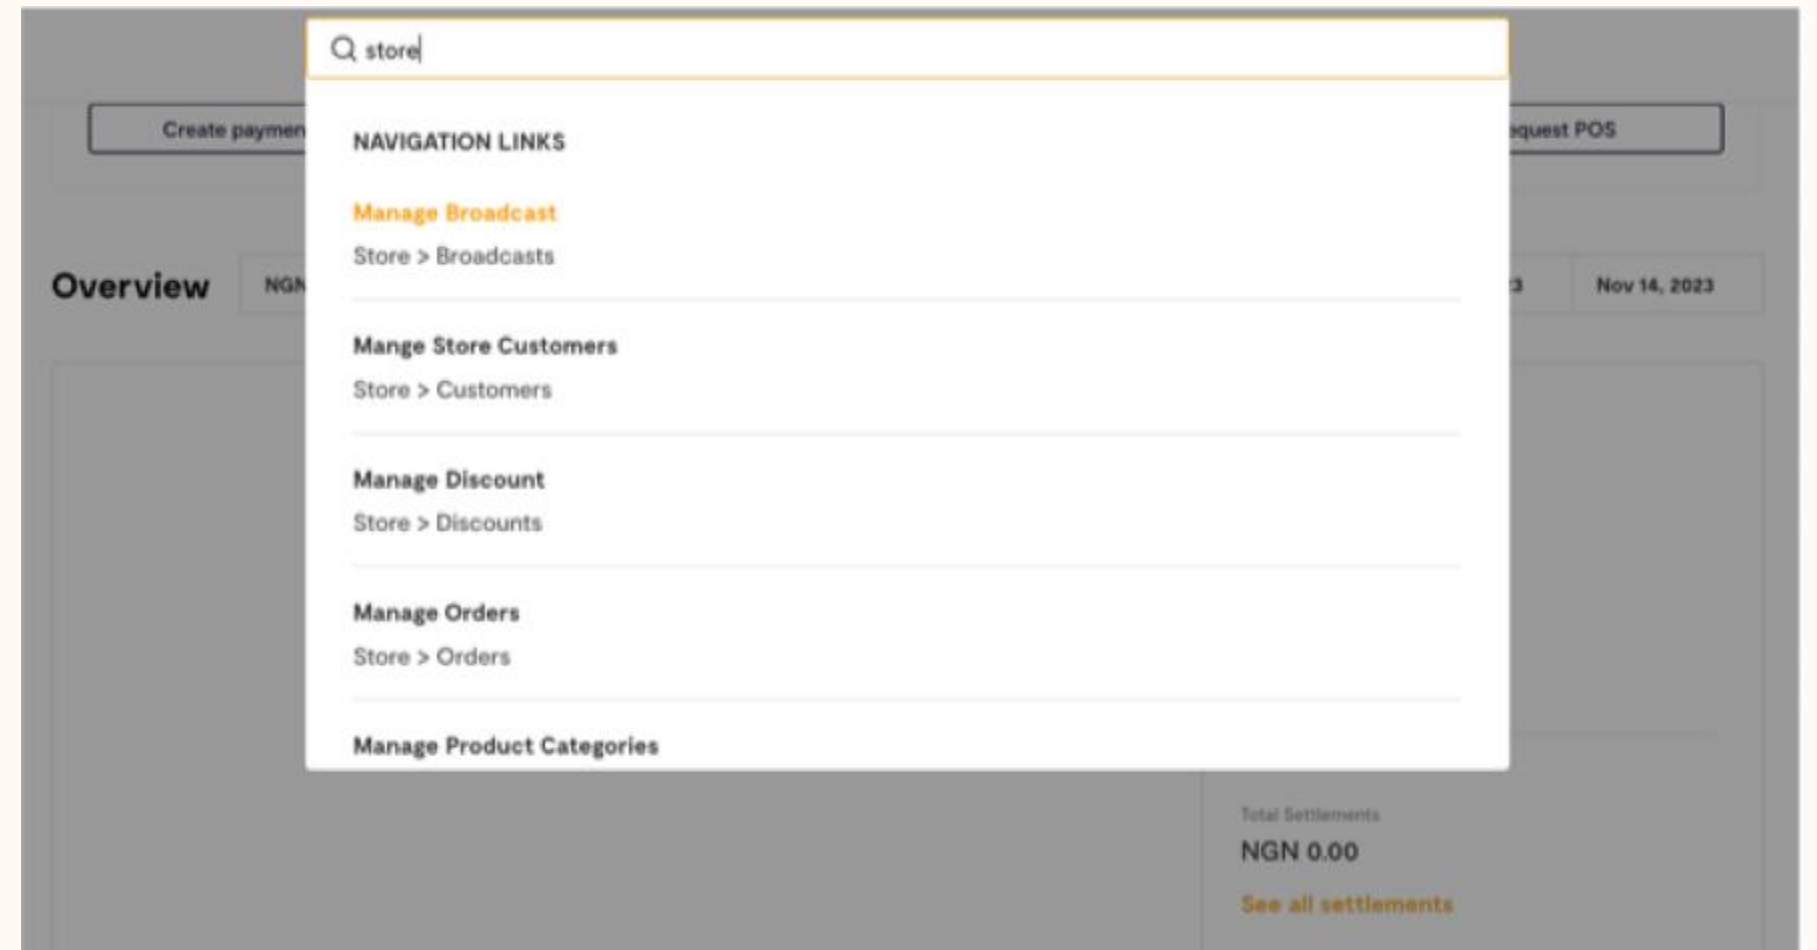 store
Create
NAVIGATION LINKS
POS
Manage Broadcast
Store > Broadcasts
Overview
NGN
Nov 14, 2023
Mange Store Customers
Store > Customers
Manage Discount
Store > Discounts
Manage Orders
Store > Orders
Manage Product Categories
Total Settlements
NGN 0.00
See all settlements